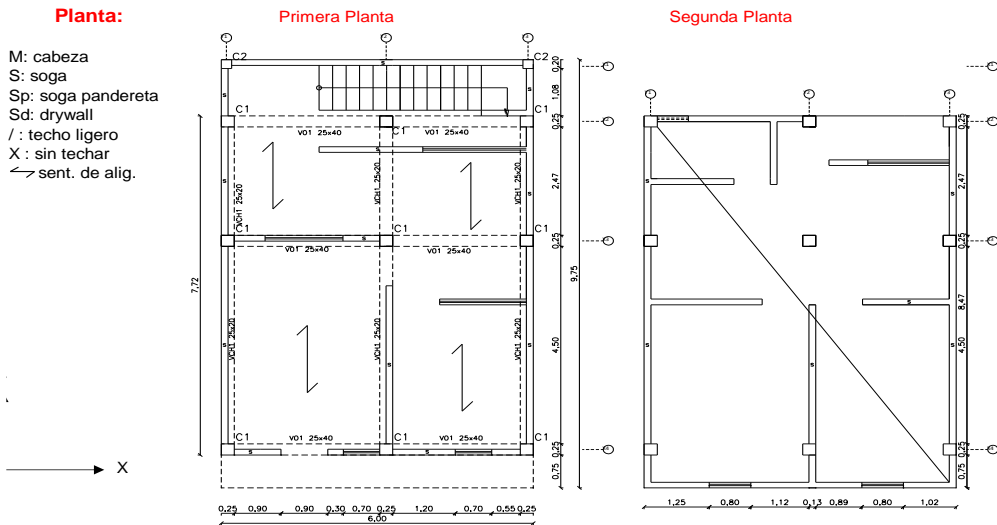 Planta:
Primera Planta
Segunda Planta
M: cabeza
S: soga
Sp: soga pandereta
Sd: drywall
/ : techo ligero
X : sin techar
sent. de alig.
C2
C2
C1
C1
C1
V01 25x40
V01 25x40
VCH1 25x20
VCH1 25x20
VCH1 25x20
C1
C1
C1
V01 25x40
V01 25x40
VCH1 25x20
VCH1 25x20
VCH1 25x20
C1
C1
C1
V01 25x40
V01 25x40
S
S
S
S
S
S
S
S
S
S
7,72
0,20
1,08
0,25
2,47
0,25
4,50
0,25
0,75
9,75
0,25 0,90 0,90 0,30 0,70 0,25 1,20 0,70 0,55 0,25
6,00
S
S
S
S
S
S
S
0,25
2,47
0,25
8,47
4,50
0,25
0,75
1,25 0,80 1,12 0,13 0,89 0,80 1,02
X